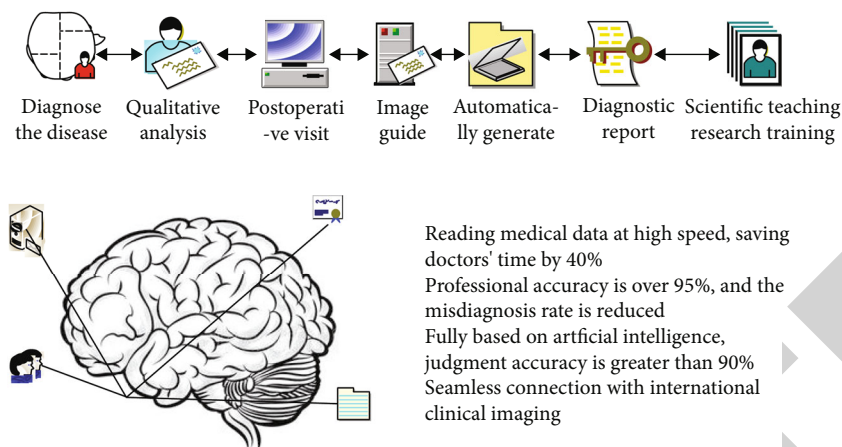 Diagnose
the disease
Qualitative
analysis
Postoperati
-ve visit
Image
guide
Automatica-
lly generate
Diagnostic
report
Scientific teaching
research training
Reading medical data at high speed, saving
doctors' time by 40%
Professional accuracy is over 95%, and the
misdiagnosis rate is reduced
Fully based on artficial intelligence,
judgment accuracy is greater than 90%
Seamless connection with international
clinical imaging